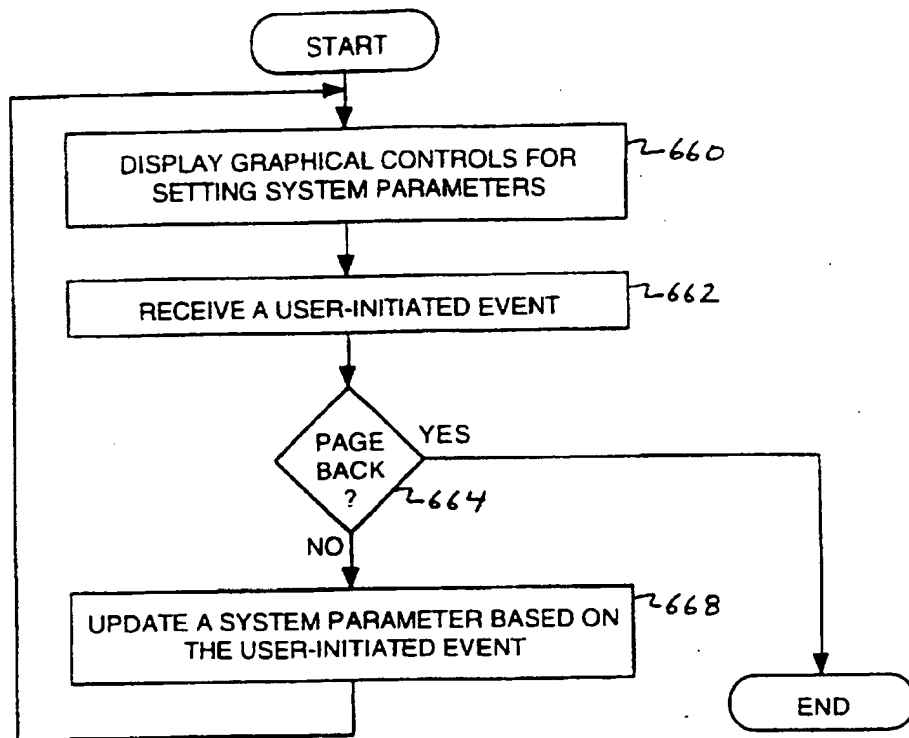 START
DISPLAY GRAPHICAL CONTROLS FOR
SETTING SYSTEM PARAMETERS
660
RECEIVE A USER-INITIATED EVENT
662
PAGE
BACK
?
YES
664
NO
UPDATE A SYSTEM PARAMETER BASED ON
THE USER-INITIATED EVENT
668
END